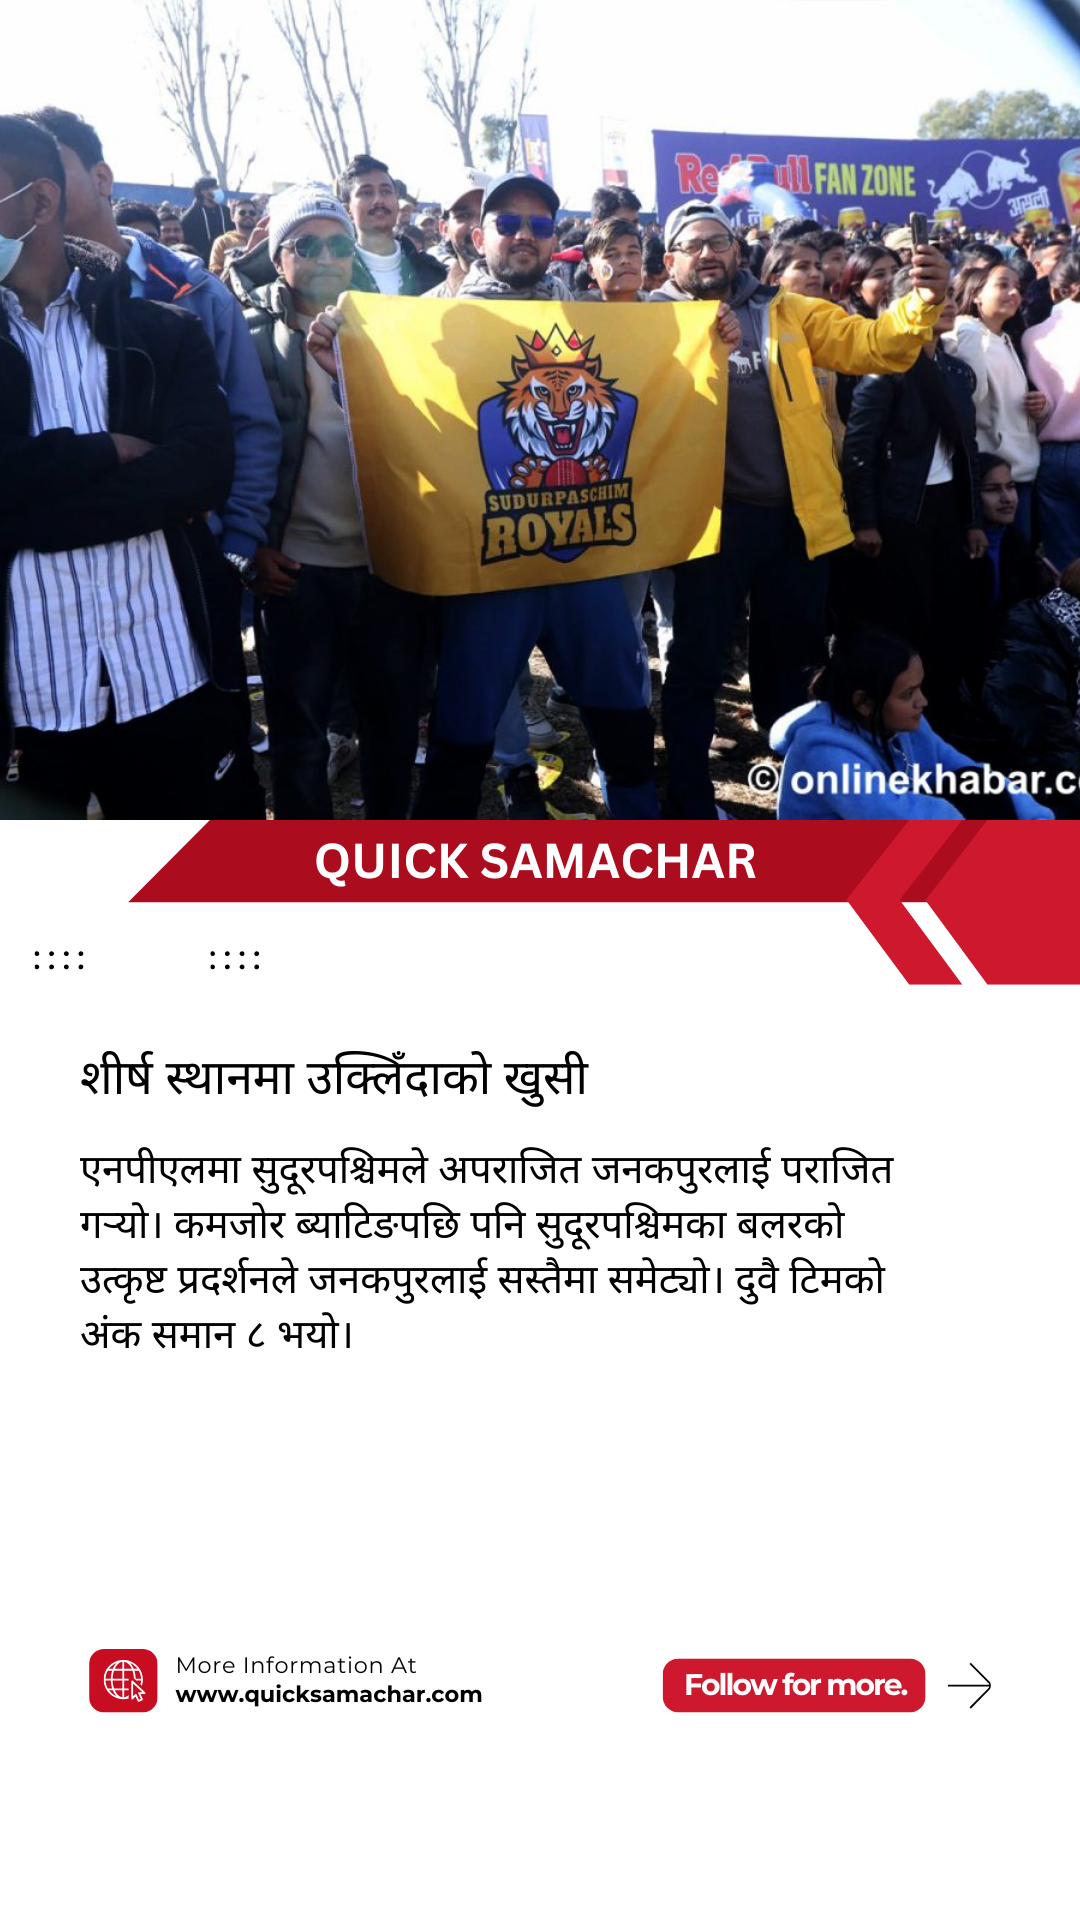 Red Bull FAN ZONE
असली
SUDURPASCHIM
ROYALS
© onlinekhabar.c
QUICK SAMACHAR
शीर्ष स्थानमा उक्लिँदाको खुसी
एनपीएलमा सुदूरपश्चिमले अपराजित जनकपुरलाई पराजित
गऱ्यो। कमजोर ब्याटिङपछि पनि सुदूरपश्चिमका बलरको
उत्कृष्ट प्रदर्शनले जनकपुरलाई सस्तैमा समेट्यो। दुवै टिमको
अंक समान ८ भयो।
More Information At
www.quicksamachar.com
Follow for more.